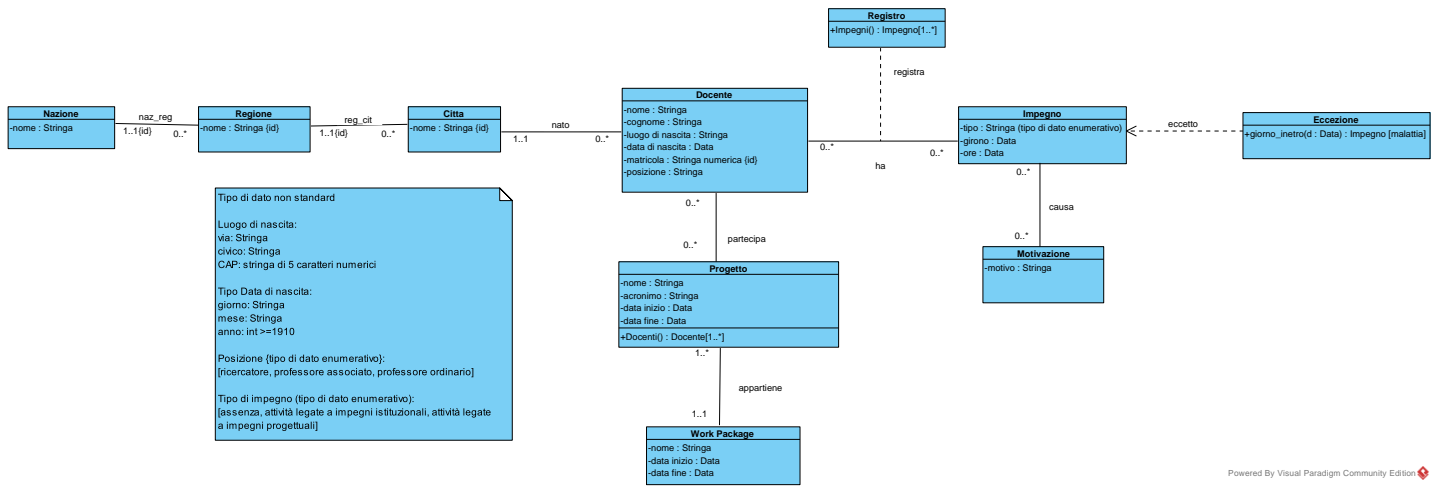 Registro
+Impegni() : Impegno[1..*]
registra
Nazione
-nome : Stringa
naz_reg
1..1{id}
0..*
Regione
-nome : Stringa {id}
reg_cit
1..1{id}
0..*
Citta
-nome : Stringa {id}
nato
1..1
0..*
Docente
-nome : Stringa
-cognome : Stringa
-luogo di nascita : Stringa
-data di nascita : Data
-matricola : Stringa numerica {id}
-posizione : Stringa
0..*
0..*
ha
Impegno
-tipo : Stringa (tipo di dato enumerativo)
-girono : Data
-ore : Data
eccetto
Eccezione
+giorno_inetro(d : Data) : Impegno [malattia]
0..*
causa
0..*
Motivazione
-motivo : Stringa
0..*
partecipa
0..*
Progetto
-nome : Stringa
-acronimo : Stringa
-data inizio : Data
-data fine : Data
+Docenti() : Docente[1..*]
1..*
appartiene
1..1
Work Package
-nome : Stringa
-data inizio : Data
-data fine : Data
Tipo di dato non standard
Luogo di nascita:
via: Stringa
civico: Stringa
CAP: stringa di 5 caratteri numerici
Tipo Data di nascita:
giorno: Stringa
mese: Stringa
anno: int >=1910
Posizione {tipo di dato enumerativo}:
[ricercatore, professore associato, professore ordinario]
Tipo di impegno (tipo di dato enumerativo):
[assenza, attività legate a impegni istituzionali, attività legate
a impegni progettuali]
Powered By Visual Paradigm Community Edition